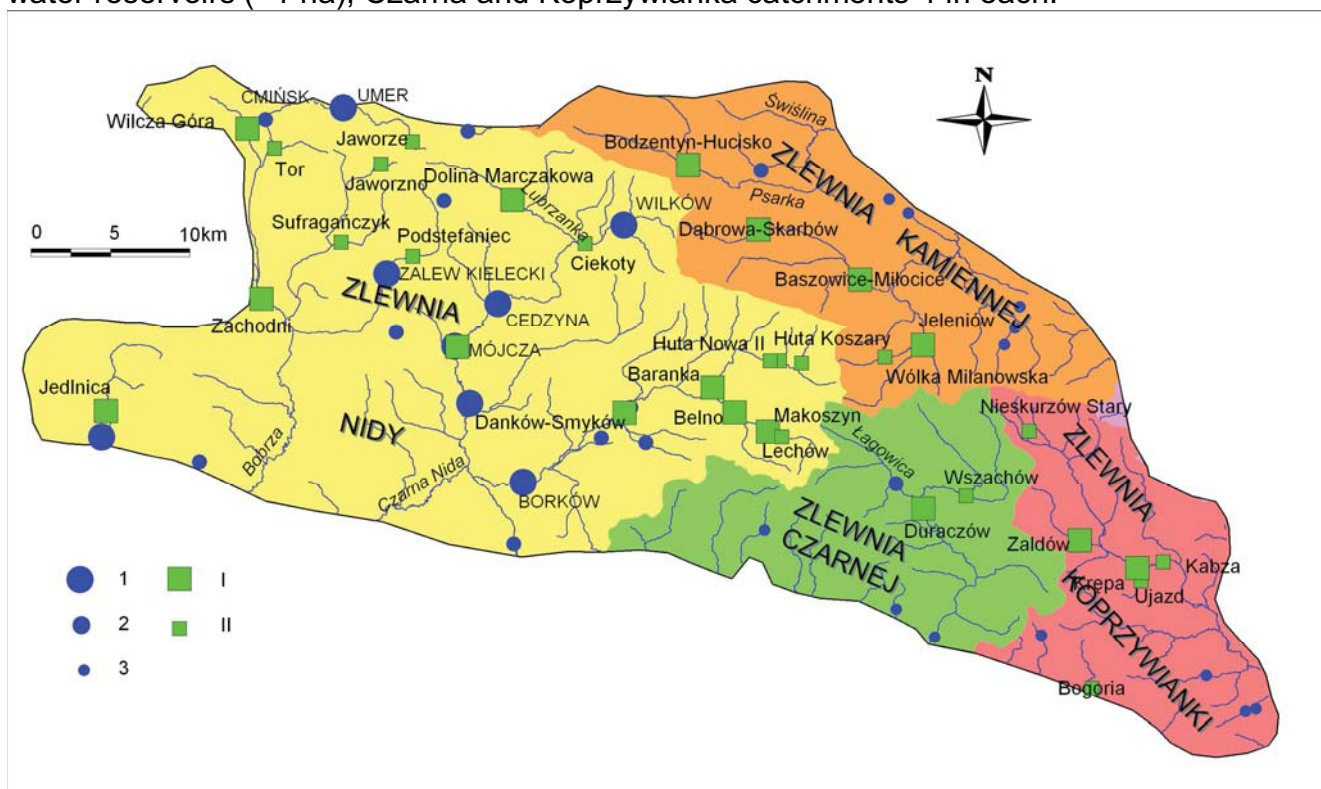 water reservoirs (~1 ha), Czarna and Koprzywianka catchments 4 in each.
N
ĆMIŃSK
UMER
Świślina
Wilcza Góra
Jaworze
Bodzentyn-Hucisko
Tor
Jaworzno
Dolina Marczakowa
ZLEWNIA
KAMIENNEJ
Psarka
Lubrzanka
WILKÓW
0 5 10km
Sufragańczyk
Podstefaniec
Dąbrowa-Skarbów
Ciekoty
ZALEW KIELECKI
Baszowice-Miłocice
ZLEWNIA
NIDY
CEDZYNA
Zachodni
Jeleniów
MÓJCZA
Huta Nowa II
Huta Koszary
Baranka
Wólka Milanowska
Jedlnica
Nieskurzów Stary
Danków-Smyków
Belno
Makoszyn
Lechów
ZLEWNIA
KOPRZYWIANKI
Bobrza
Łagowica
Czarna Nida
Wszachów
BORKÓW
ZLEWNIA
CZARNEJ
Duraczów
Zaldów
Kabza
Krępa
Ujazd
Bogoria
1 I
2 II
3